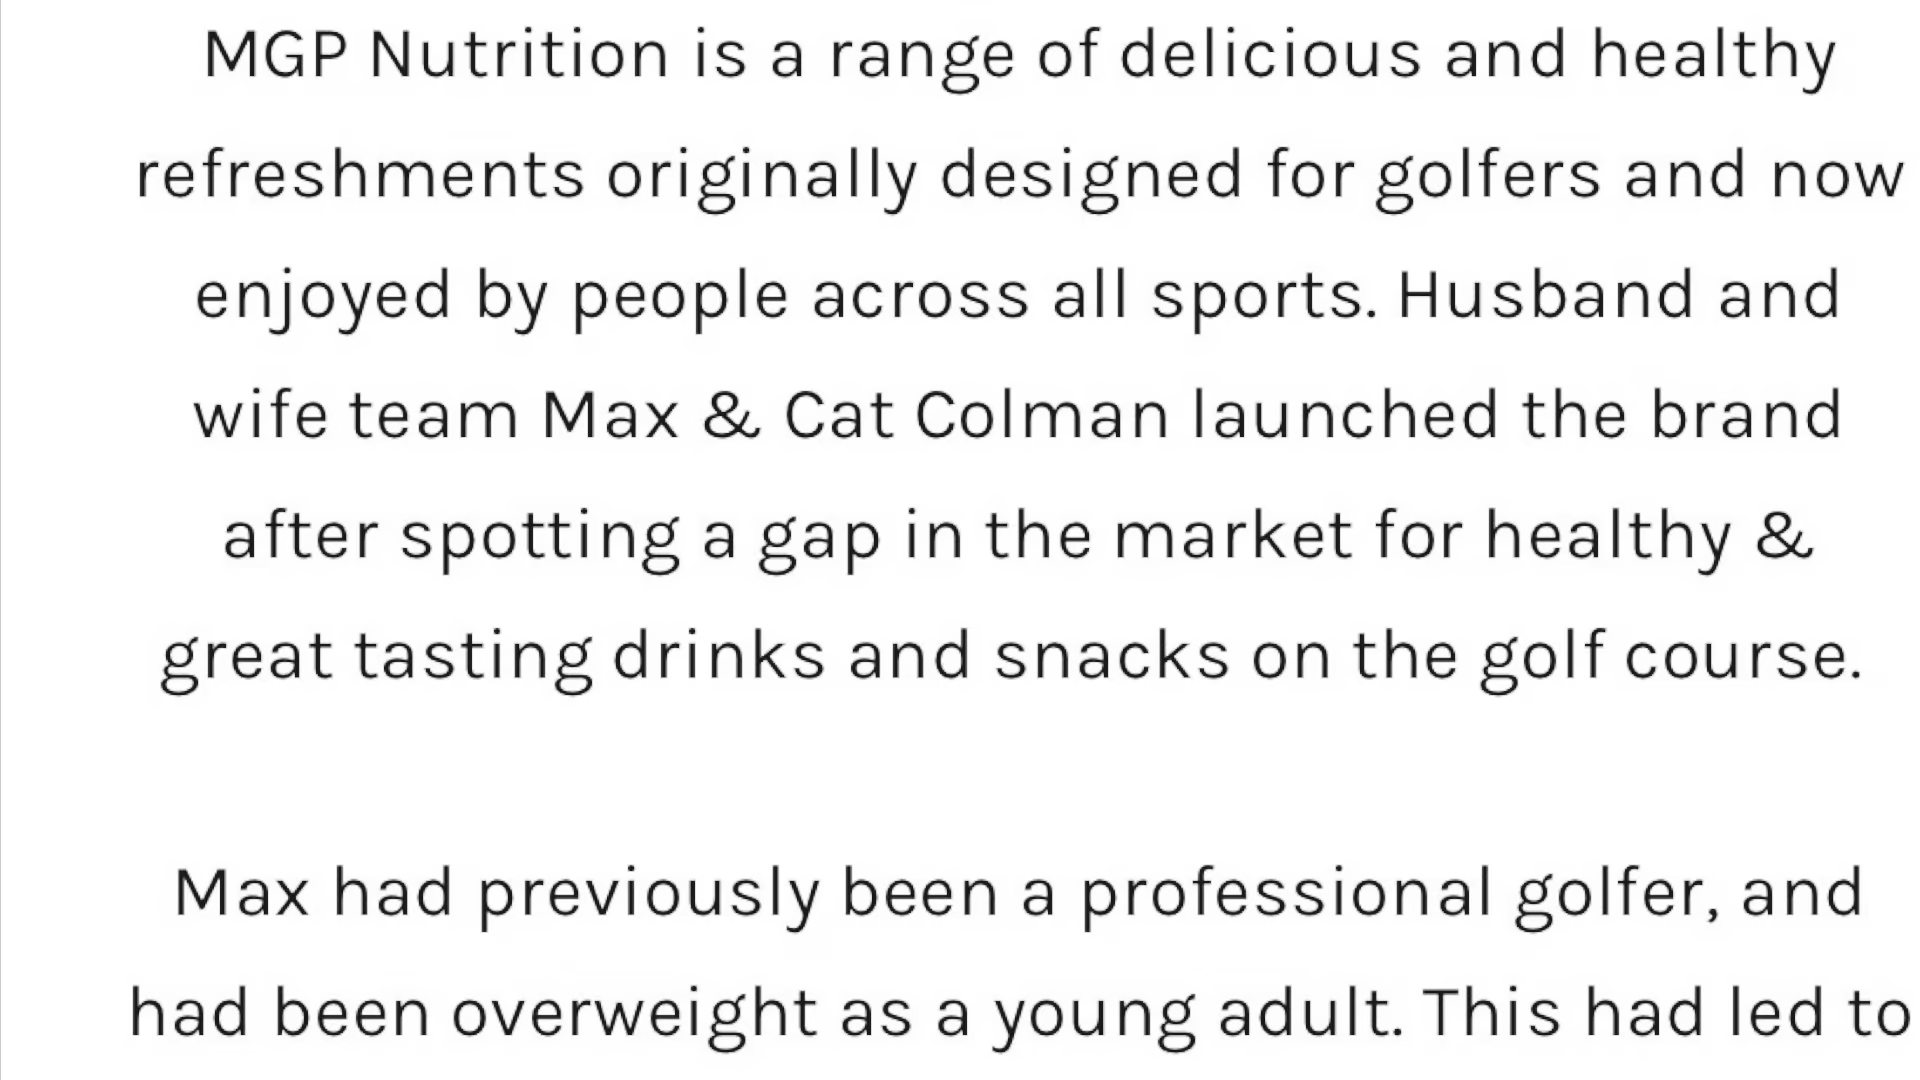 MGP Nutrition is a range of delicious and healthy
refreshments originally designed for golfers and now
enjoyed by people across all sports. Husband and
wife team Max & Cat Colman launched the brand
after spotting a gap in the market for healthy &
great tasting drinks and snacks on the golf course.
Max had previously been a professional golfer, and
had been overweight as a young adult. This had led to